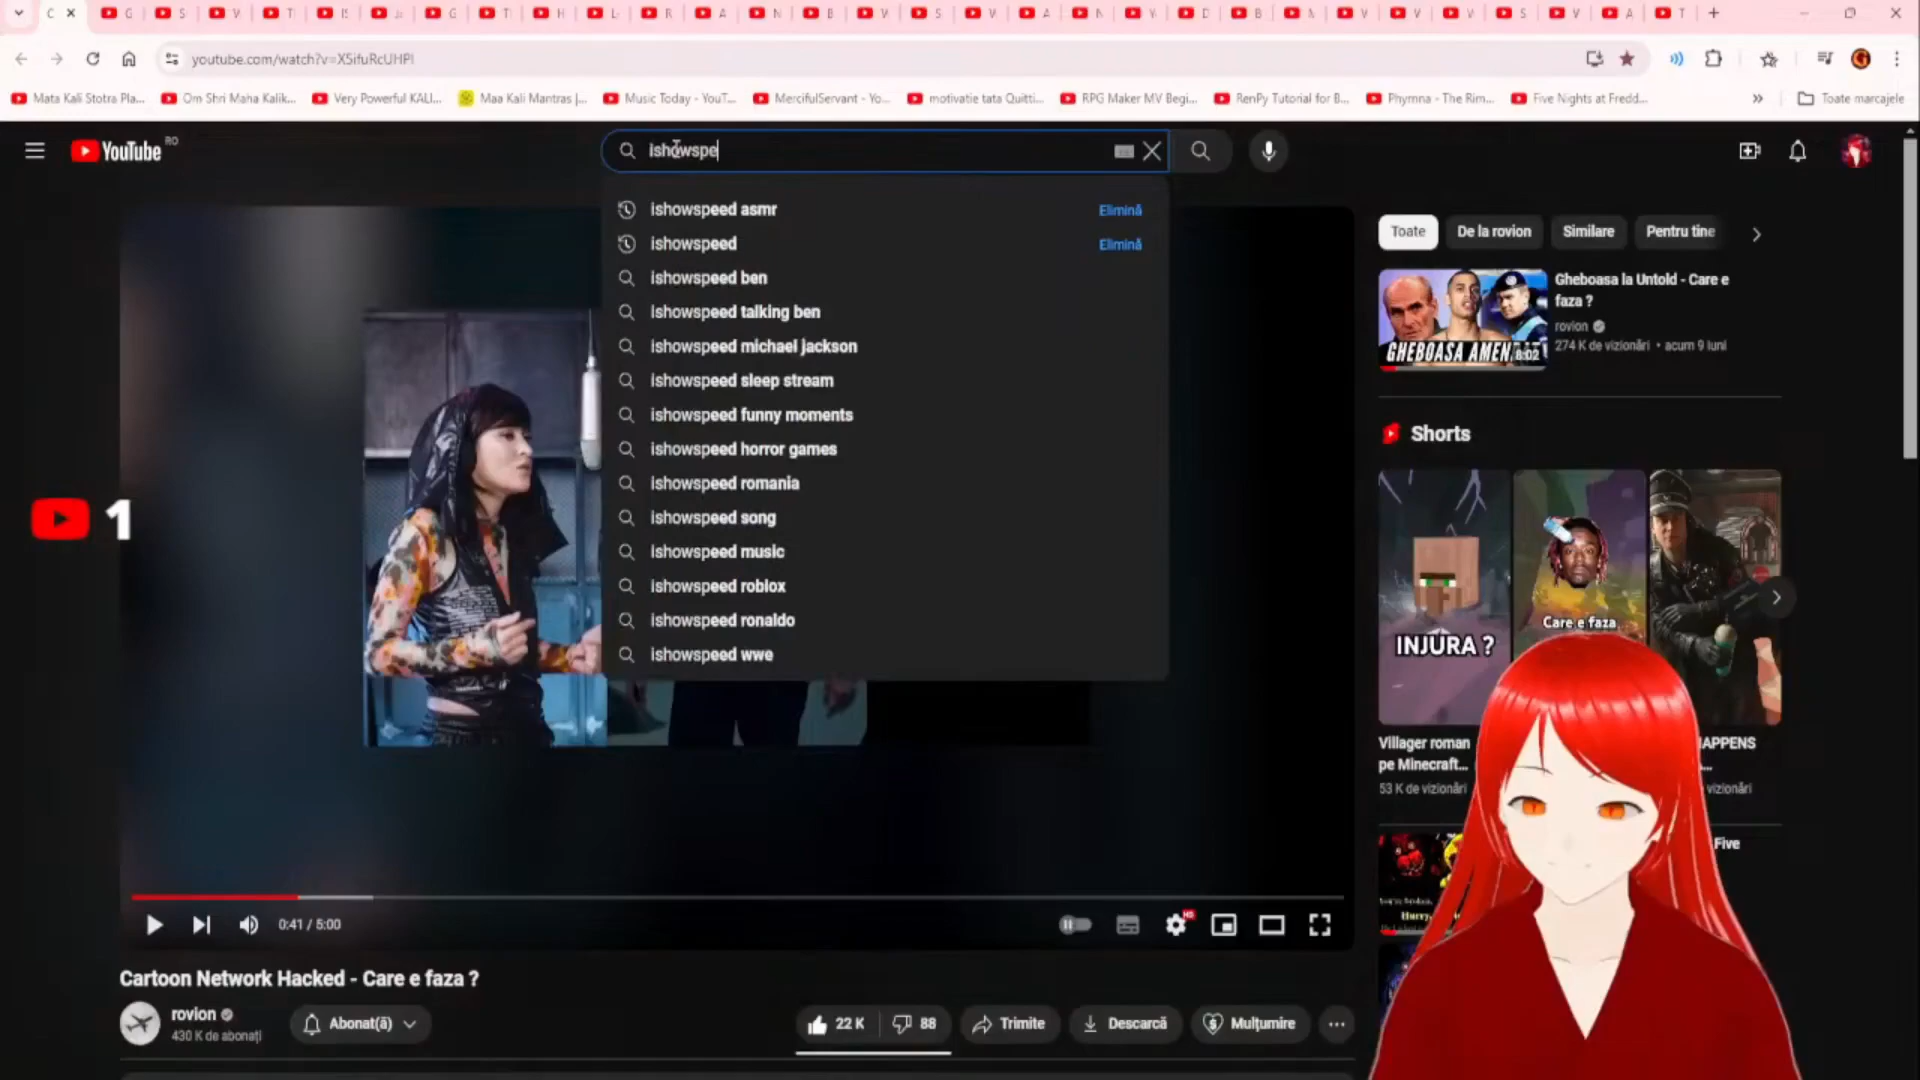 youtube.com/watch?v=X5ifuRcUHPI
Mata Kali Stotra Pla...
Om Shri Maha Kalik...
Very Powerful KALI...
Maa Kali Mantras |...
Music Today - YouT...
MercifulServant - Yo...
motivatie tata Quitti...
RPG Maker MV Begi...
RenPy Tutorial for B...
Phymna - The Rim...
Five Nights at Fredd...
Toate marcajele
YouTube RO
ishowspe
ishowspeed asmr Elimină
ishowspeed Elimină
ishowspeed ben
ishowspeed talking ben
ishowspeed michael jackson
ishowspeed sleep stream
ishowspeed funny moments
ishowspeed horror games
ishowspeed romania
ishowspeed song
ishowspeed music
ishowspeed roblox
ishowspeed ronaldo
ishowspeed wwe
1
0:41 / 5:00
Cartoon Network Hacked - Care e faza ?
rovion
430 K de abonați
Abonat(ă)
22 K
88
Trimite
Descarcă
Mulțumire
Toate
De la rovion
Similare
Pentru tine
GHEBOASA AMEN
8:02
Gheboasa la Untold - Care e
faza ?
rovion
274 K de vizionări • acum 9 luni
Shorts
INJURA ?
Care e faza
Villager roman
pe Minecraft...
53 K de vizionări
APPENS
...
vizionări
Five